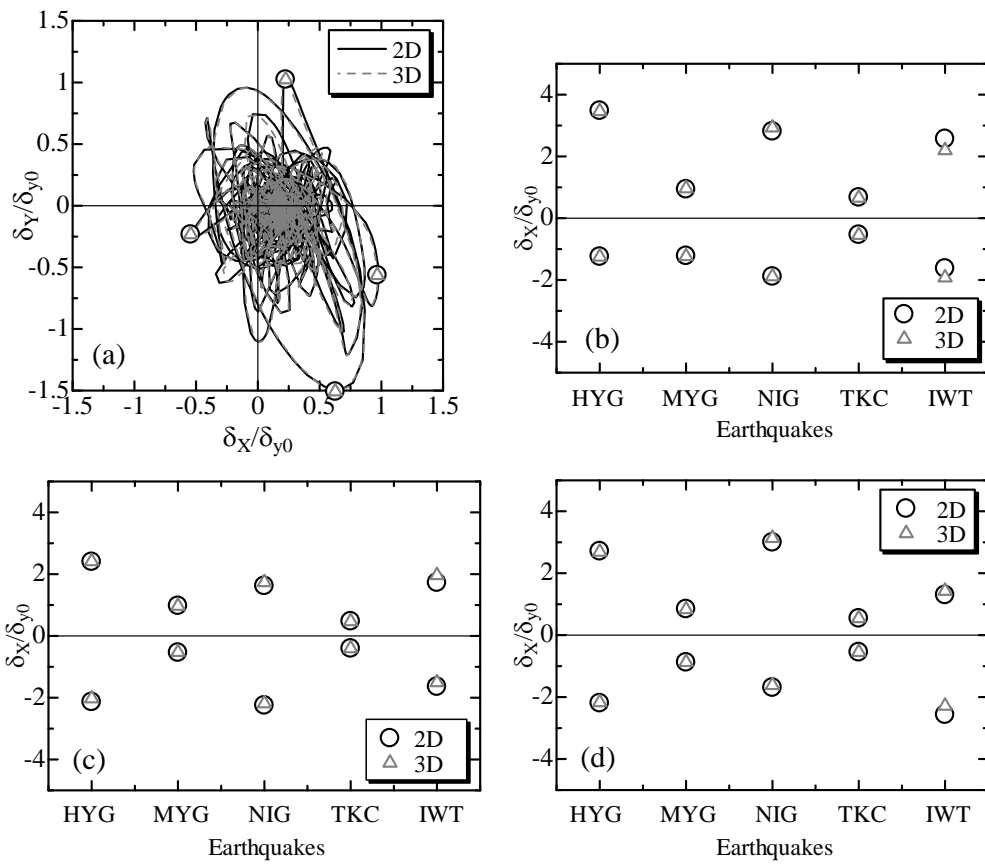 1.5
1
0.5
0
-0.5
-1
-1.5
-1.5
-1
-0.5
0
0.5
1
1.5
δY/δy0
δX/δy0
2D
3D
(a)
4
2
0
-2
-4
δX/δy0
HYG MYG NIG TKC IWT
Earthquakes
2D
3D
(b)
4
2
0
-2
-4
δX/δy0
HYG MYG NIG TKC IWT
Earthquakes
2D
3D
(c)
4
2
0
-2
-4
δX/δy0
HYG MYG NIG TKC IWT
Earthquakes
2D
3D
(d)